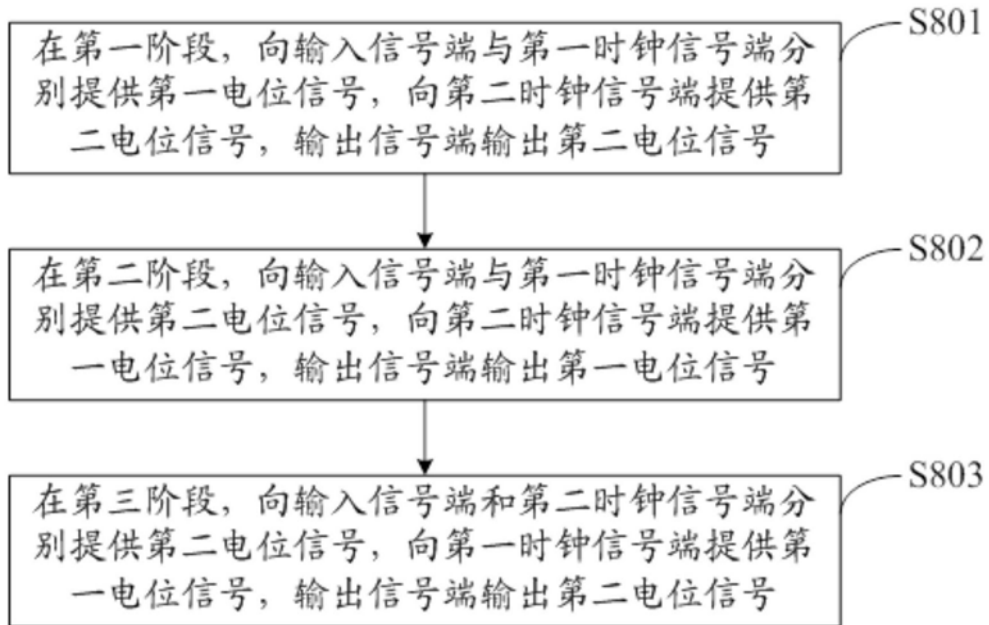 在第一阶段，向输入信号端与第一时钟信号端分
别提供第一电位信号，向第二时钟信号端提供第
二电位信号，输出信号端输出第二电位信号
S801
在第二阶段，向输入信号端与第一时钟信号端分
别提供第二电位信号，向第二时钟信号端提供第
一电位信号，输出信号端输出第一电位信号
S802
在第三阶段，向输入信号端和第二时钟信号端分
别提供第二电位信号，向第一时钟信号端提供第
一电位信号，输出信号端输出第二电位信号
S803